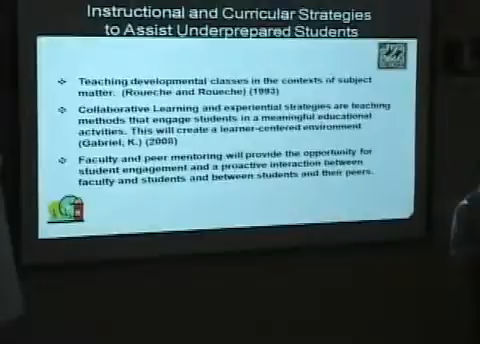 Instructional and Curricular Strategies
to Assist Underprepared Students
Teaching developmental classes in the contexts of subject
matter. (Roueche and Roueche) (1993)
Collaborative Learning and experiential strategies are teaching
methods that engage students in a meaningful educational
actvities. This will create a learner-centered environment
(Gabriel, K.) (2008)
Faculty and peer mentoring will provide the opportunity for
student engagement and a proactive interaction between
faculty and students and between students and their peers.